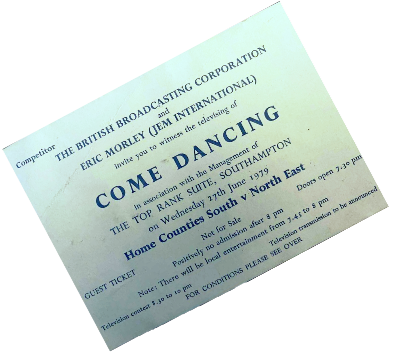 Competitor
THE BRITISH BROADCASTING CORPORATION
and
ERIC MORLEY (JEM INTERNATIONAL)
invite you to witness the televising of
COME DANCING
in association with the Management of
THE TOP RANK SUITE, SOUTHAMPTON
on Wednesday 27th June 1979
Home Counties South v North East
Not for Sale
Doors open 7.30 pm
Positively no admission after 8 pm
GUEST TICKET
Note: There will be local entertainment from 7.45 to 8 pm
Television contest 8.30 to 10 pm
Television transmission to be announced
FOR CONDITIONS PLEASE SEE OVER